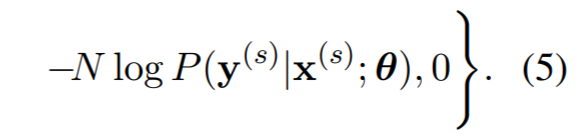 −N log P(y^(s)|x^(s); θ), 0}. (5)